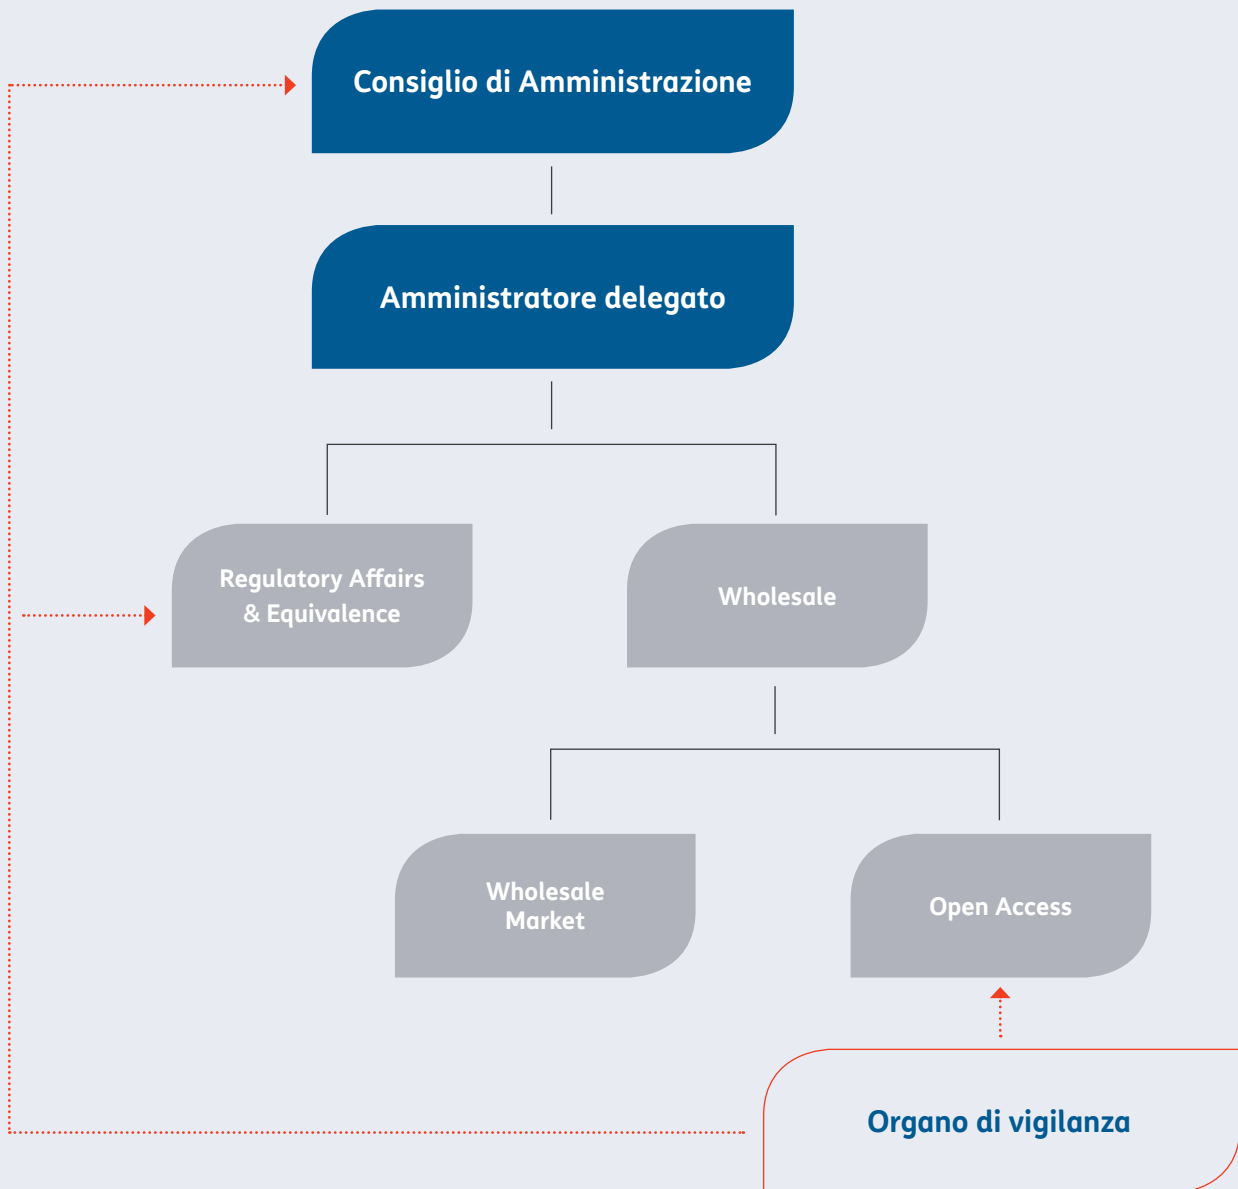 Consiglio di Amministrazione
Amministratore delegato
Regulatory Affairs
& Equivalence
Wholesale
Wholesale
Market
Open Access
Organo di vigilanza